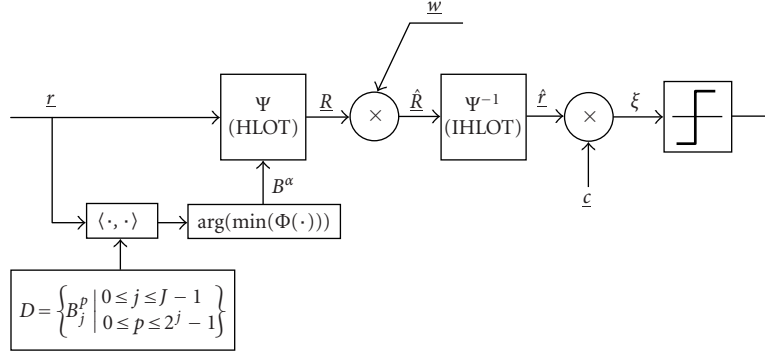 w
r
Ψ
(HLOT)
R
×
R̂
Ψ⁻¹
(IHLOT)
r̂
×
ξ
B^α
c
⟨·, ·⟩
arg(min(Φ(·)))
D = {B_j^p | 0 ≤ j ≤ J − 1
0 ≤ p ≤ 2^j − 1}